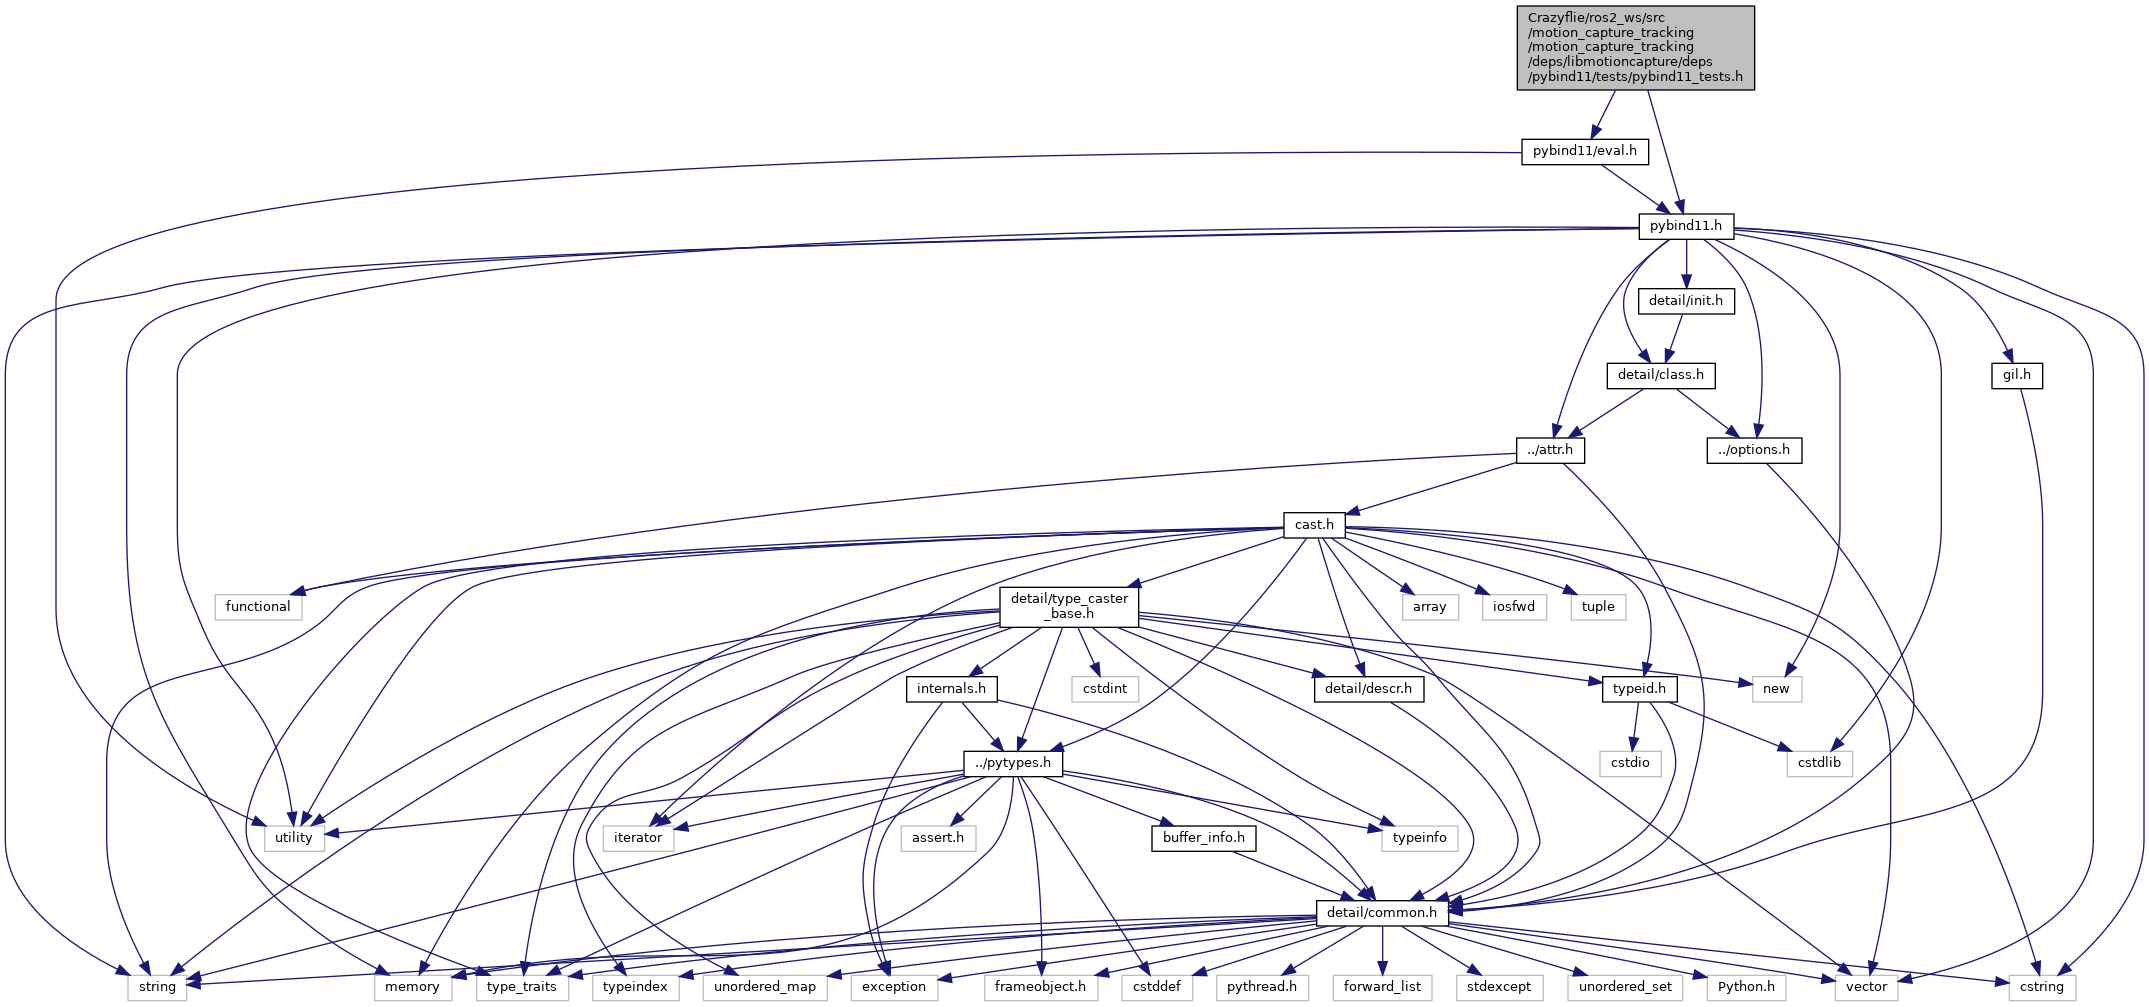 Crazyflie/ros2_ws/src
/motion_capture_tracking
/motion_capture_tracking
/deps/libmotioncapture/deps
/pybind11/tests/pybind11_tests.h
pybind11/eval.h
pybind11.h
detail/init.h
detail/class.h
gil.h
../attr.h
../options.h
cast.h
functional
detail/type_caster
_base.h
array
iosfwd
tuple
internals.h
cstdint
detail/descr.h
typeid.h
new
../pytypes.h
cstdio
cstdlib
utility
iterator
assert.h
buffer_info.h
typeinfo
detail/common.h
string
memory
type_traits
typeindex
unordered_map
exception
frameobject.h
cstddef
pythread.h
forward_list
stdexcept
unordered_set
Python.h
vector
cstring